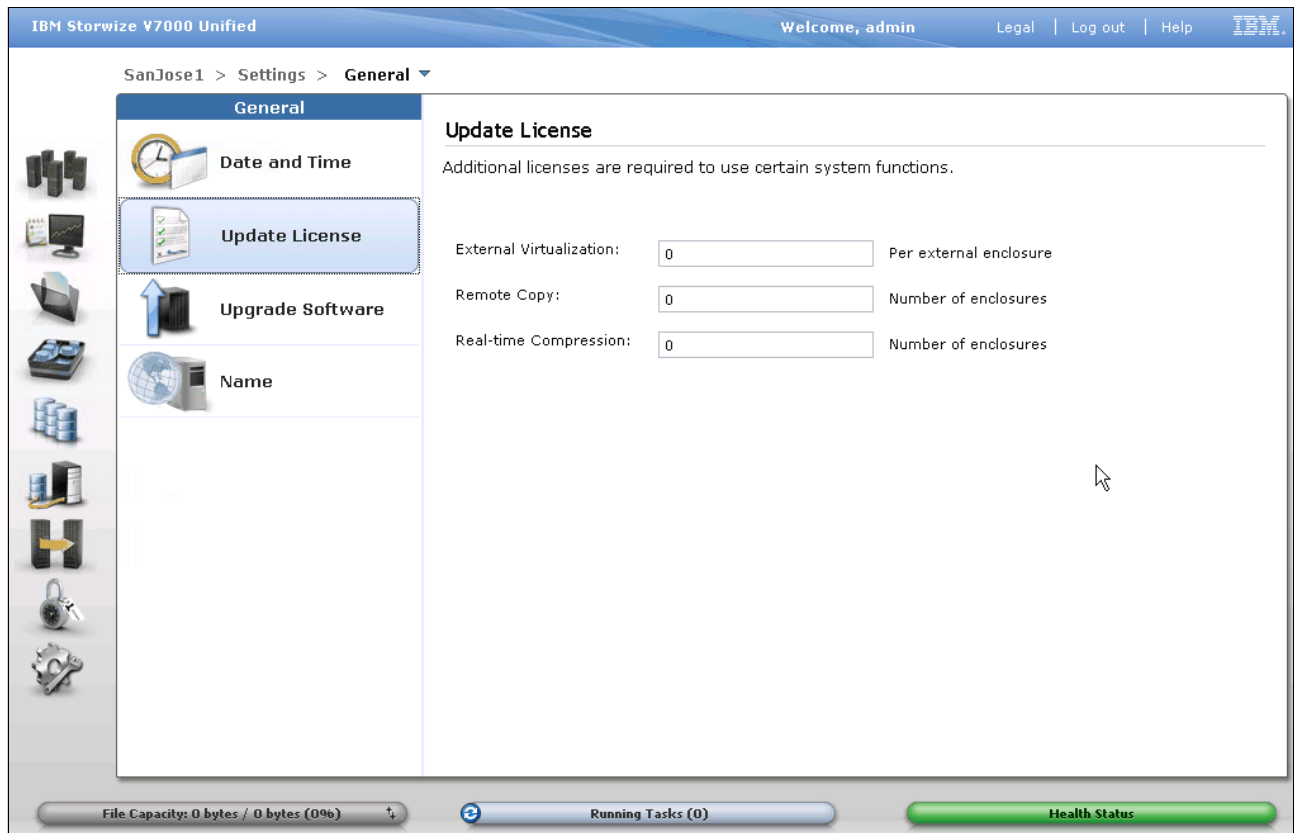 IBM Storwize V7000 Unified
Welcome, admin
Legal | Log out | Help
IBM.
SanJose1 > Settings > General
General
Date and Time
Update License
Upgrade Software
Name
Update License
Additional licenses are required to use certain system functions.
External Virtualization: 0 Per external enclosure
Remote Copy: 0 Number of enclosures
Real-time Compression: 0 Number of enclosures
File Capacity: 0 bytes / 0 bytes (0%)
Running Tasks (0)
Health Status